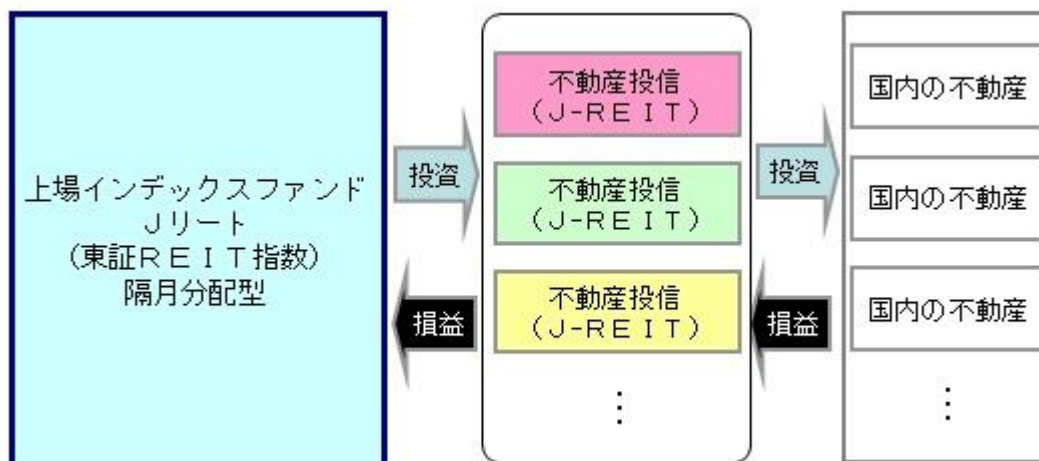 上場インデックスファンド
Jリート
(東証REIT指数)
隔月分配型
投資
損益
不動産投信
(J-REIT)
不動産投信
(J-REIT)
不動産投信
(J-REIT)
⋮
投資
損益
国内の不動産
国内の不動産
国内の不動産
⋮